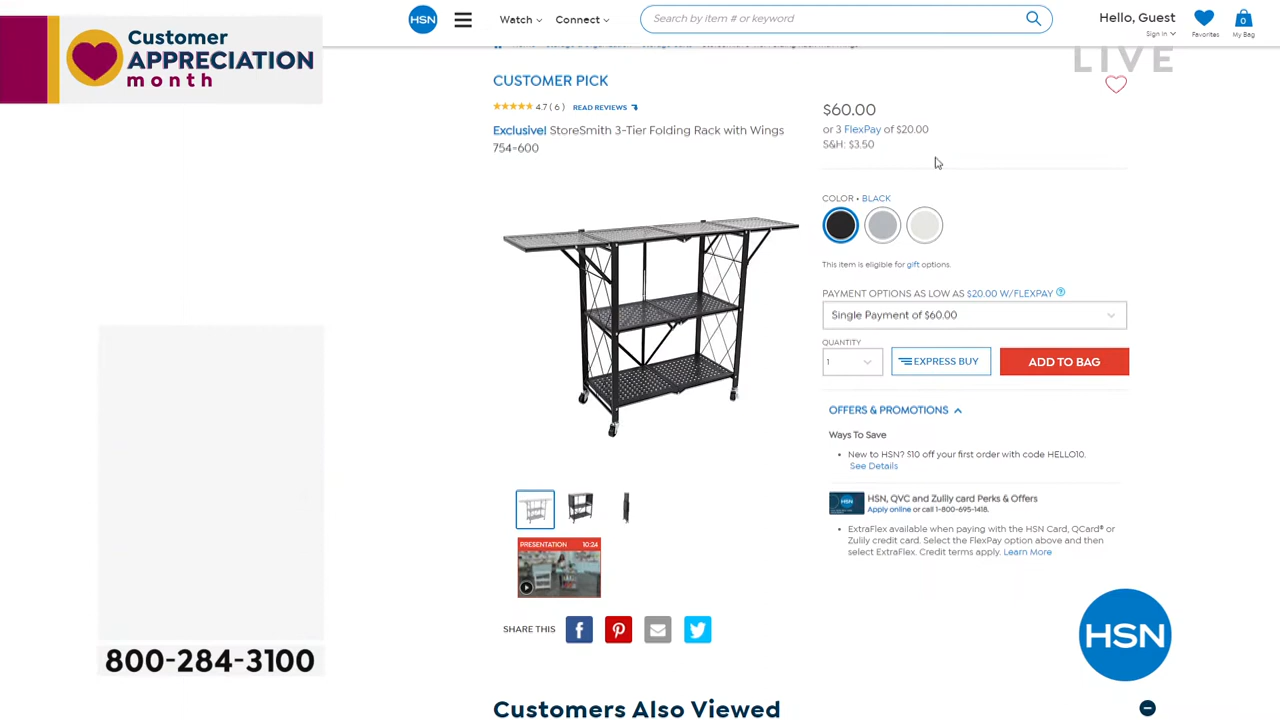 Customer
APPRECIATION
month
HSN
Watch
Connect
Search by item # or keyword
Hello, Guest
Sign In
Favorites
0
My Bag
LIVE
CUSTOMER PICK
4.7 ( 6 ) READ REVIEWS
Exclusive! StoreSmith 3-Tier Folding Rack with Wings
754-600
$60.00
or 3 FlexPay of $20.00
S&H: $3.50
COLOR • BLACK
This item is eligible for gift options.
PAYMENT OPTIONS AS LOW AS $20.00 W/FLEXPAY ?
Single Payment of $60.00
QUANTITY
1
EXPRESS BUY
ADD TO BAG
OFFERS & PROMOTIONS
Ways To Save
• New to HSN? $10 off your first order with code HELLO10.
See Details
HSN
HSN, QVC and Zulily card Perks & Offers
Apply online or call 1-800-695-1418.
• ExtraFlex available when paying with the HSN Card, QCard® or
Zulily credit card. Select the FlexPay option above and then
select ExtraFlex. Credit terms apply. Learn More
PRESENTATION 10:24
SHARE THIS
HSN
800-284-3100
Customers Also Viewed